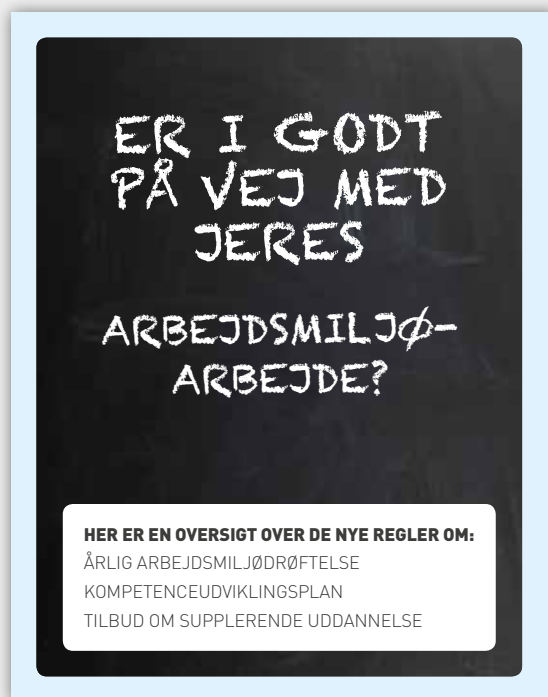 ER I GODT
PÅ VEJ MED
JERES
ARBEJDSMILJØ-
ARBEJDE?
HER ER EN OVERSIGT OVER DE NYE REGLER OM:
ÅRLIG ARBEJDSMILJØDRØFTELSE
KOMPETENCEUDVIKLINGSPLAN
TILBUD OM SUPPLERENDE UDDANNELSE